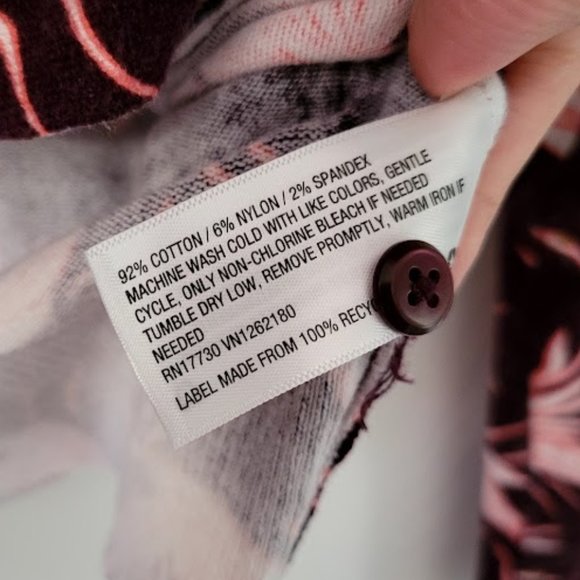 92% COTTON / 6% NYLON / 2% SPANDEX
MACHINE WASH COLD WITH LIKE COLORS, GENTLE
CYCLE, ONLY NON-CHLORINE BLEACH IF NEEDED
TUMBLE DRY LOW, REMOVE PROMPTLY, WARM IRON IF
NEEDED
RN17730 VN1262180
LABEL MADE FROM 100%